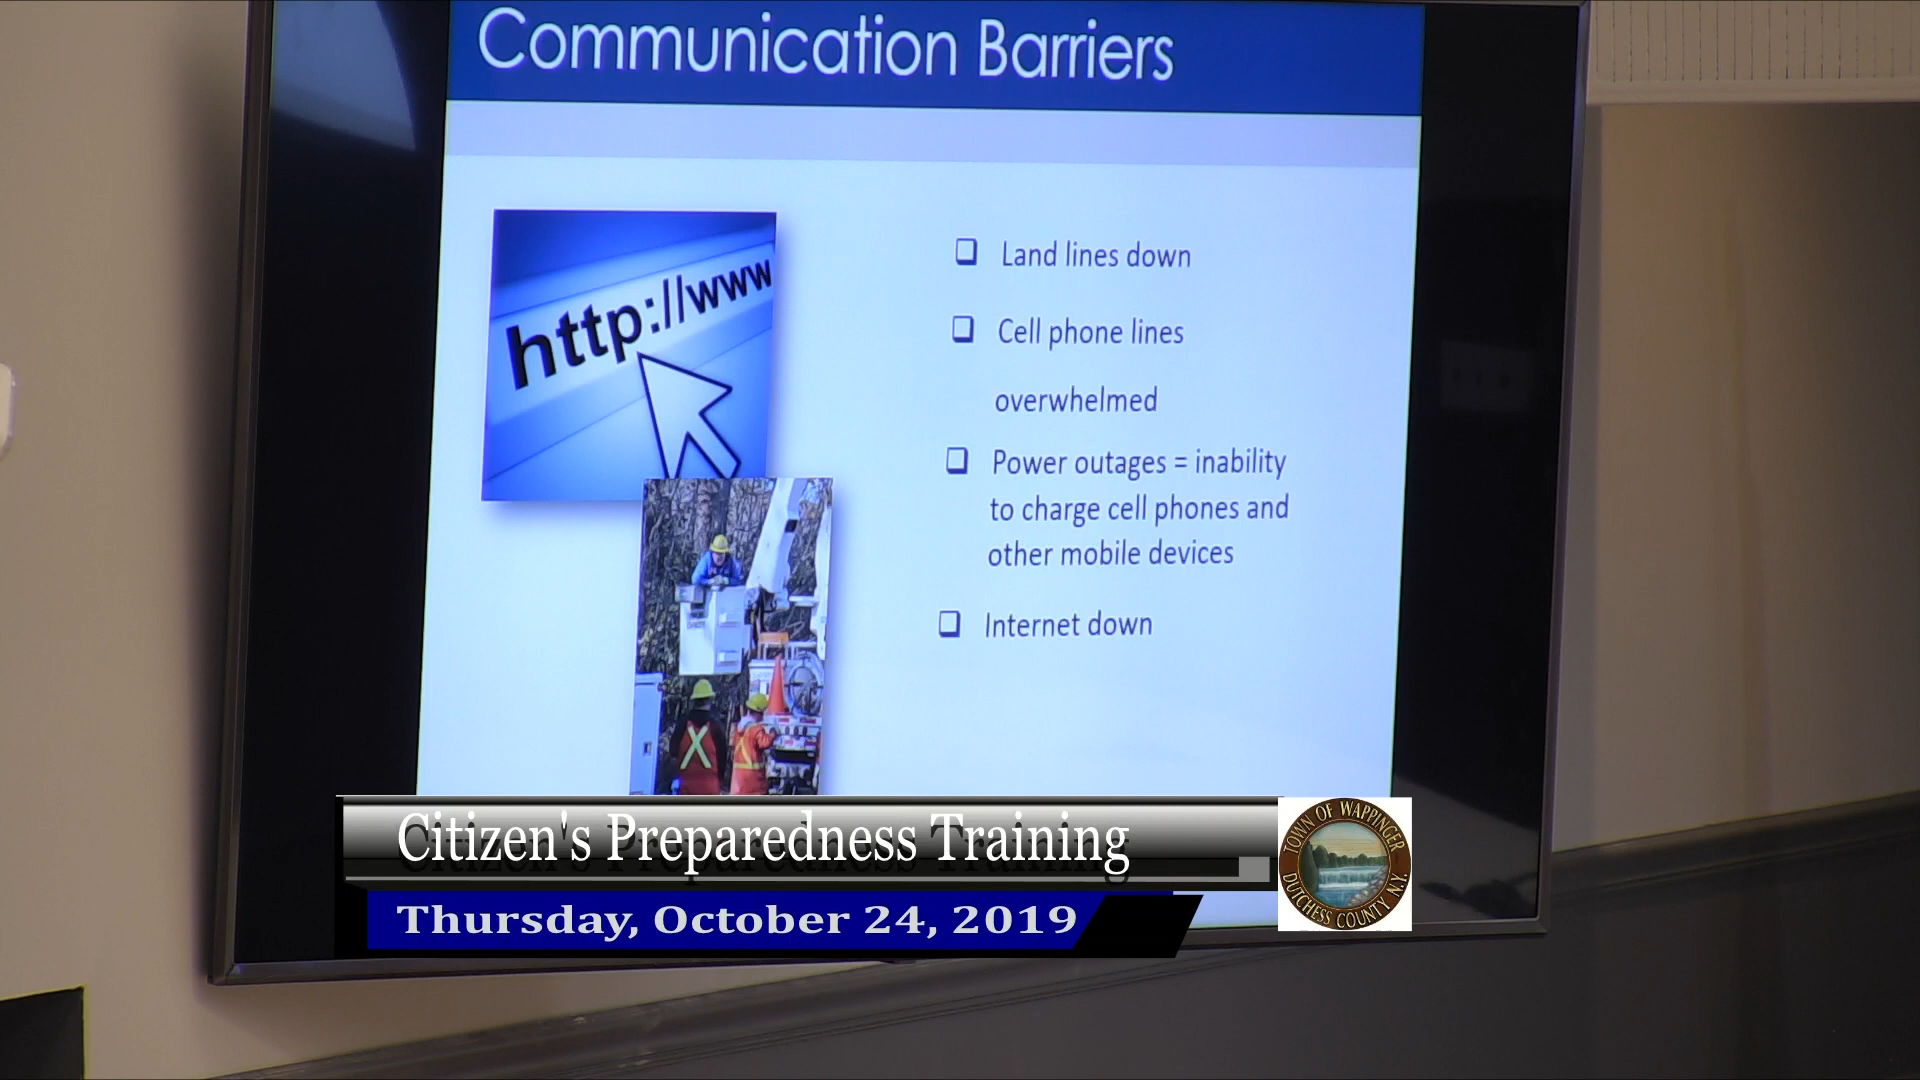 Communication Barriers
http://www
Land lines down
Cell phone lines
overwhelmed
Power outages = inability
to charge cell phones and
other mobile devices
Internet down
Citizen's Preparedness Training
Thursday, October 24, 2019
TOWN OF WAPPINGER
DUTCHESS COUNTY N.Y.